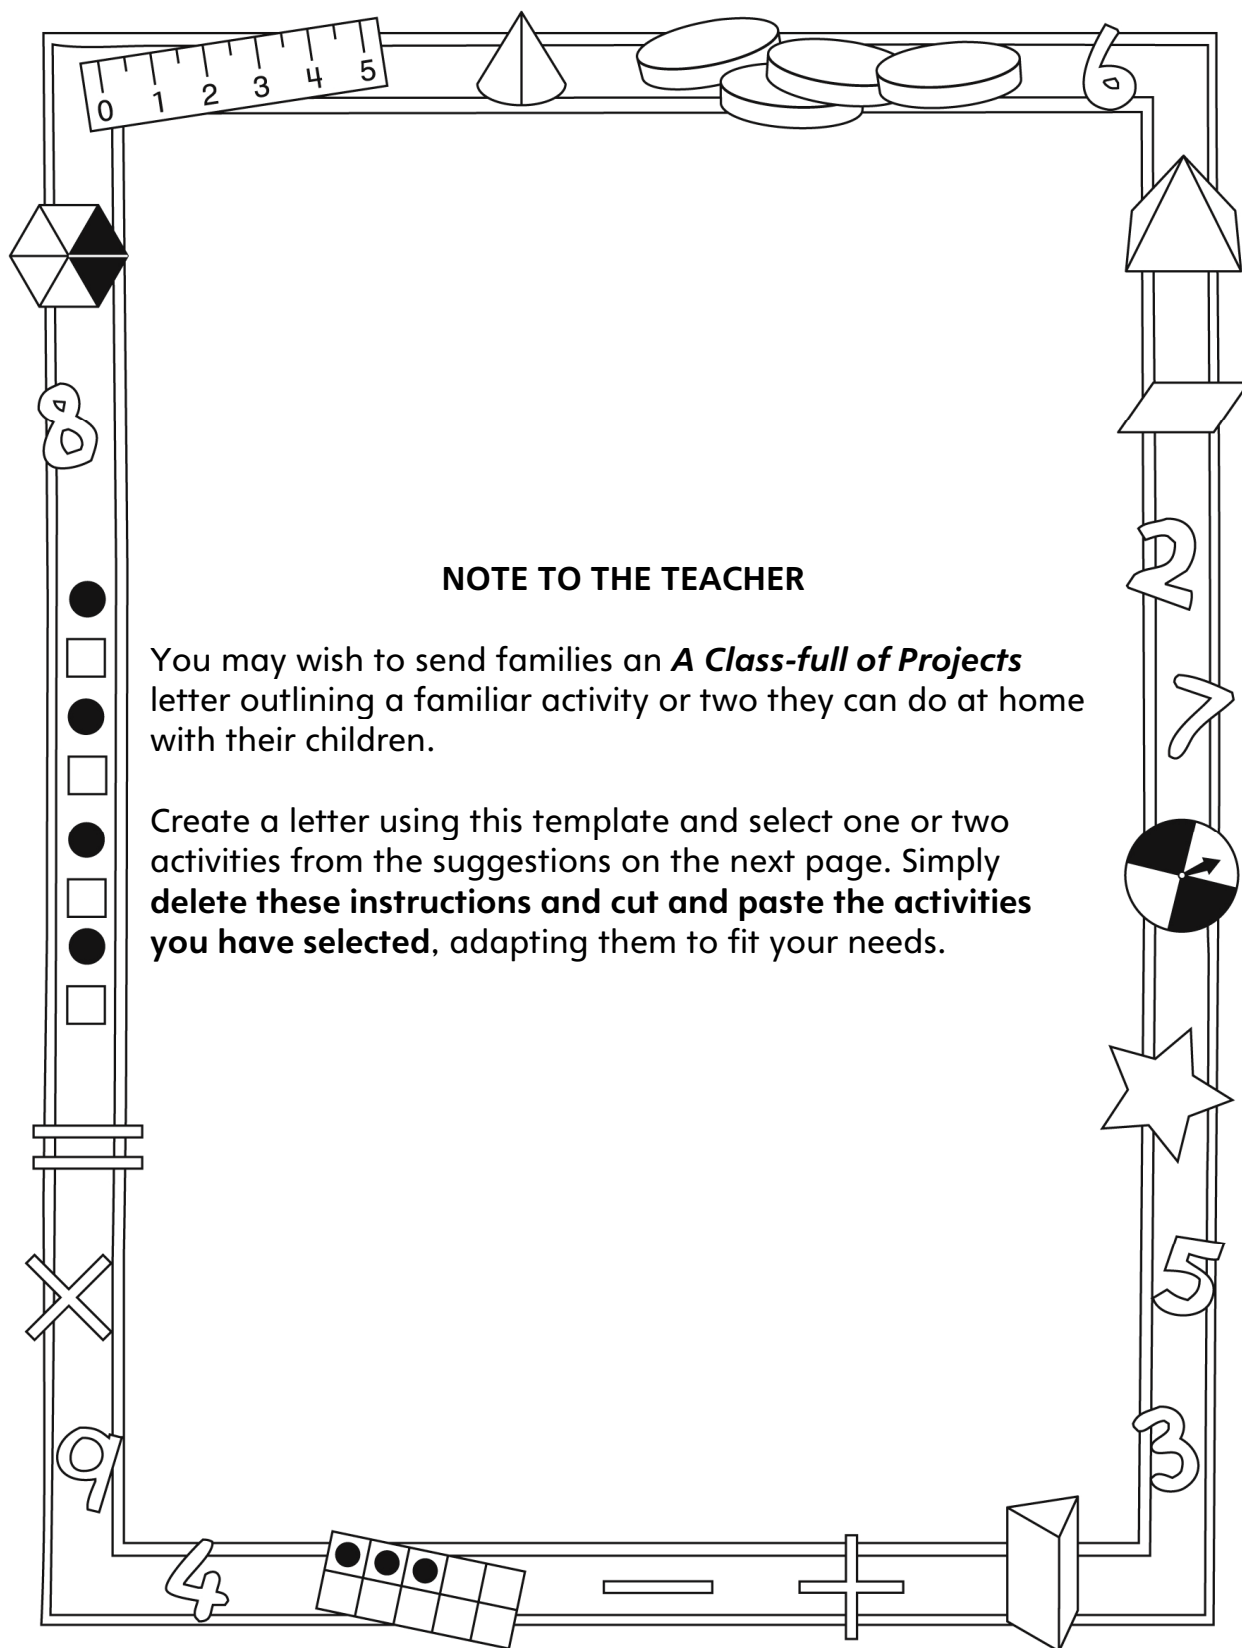 0 1 2 3 4 5
6
8
2
7
NOTE TO THE TEACHER
You may wish to send families an A Class-full of Projects
letter outlining a familiar activity or two they can do at home
with their children.
Create a letter using this template and select one or two
activities from the suggestions on the next page. Simply
delete these instructions and cut and paste the activities
you have selected, adapting them to fit your needs.
=
×
5
9
3
4
− +